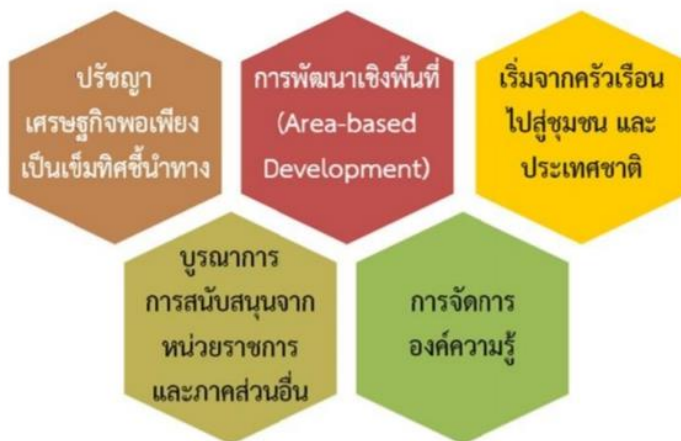 ปรัชญา
เศรษฐกิจพอเพียง
เป็นเข็มทิศชี้นำทาง
การพัฒนาเชิงพื้นที่
(Area-based
Development)
เริ่มจากครัวเรือน
ไปสู่ชุมชน และ
ประเทศชาติ
บูรณาการ
การสนับสนุนจาก
หน่วยราชการ
และภาคส่วนอื่น
การจัดการ
องค์ความรู้